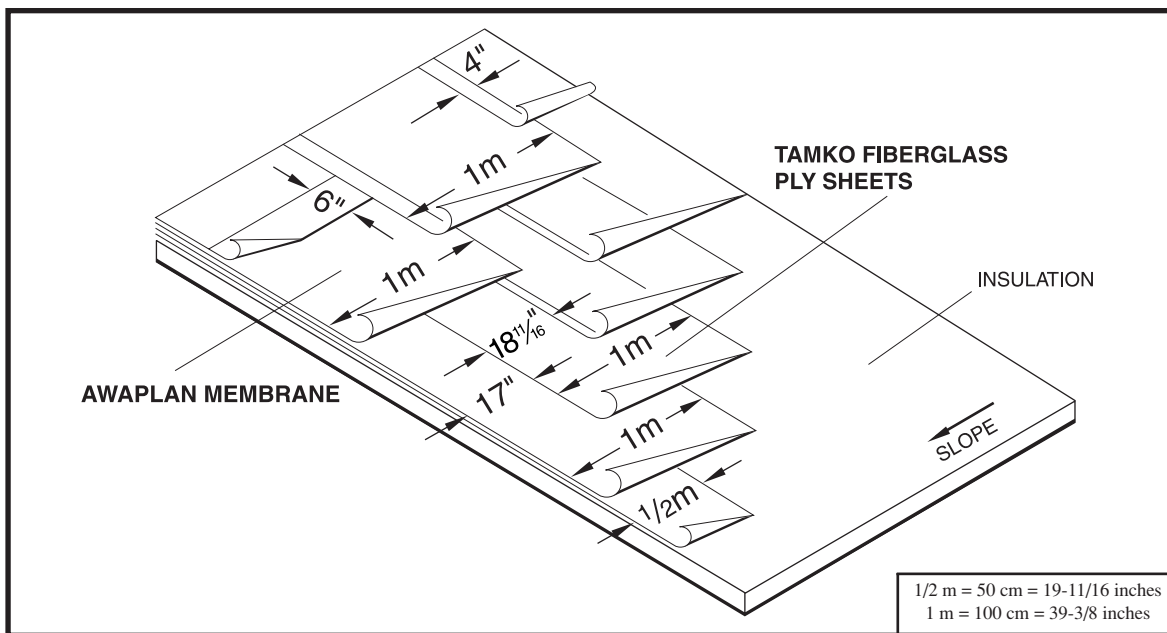 4"
1m
6"
TAMKO FIBERGLASS
PLY SHEETS
1m
INSULATION
18 11/16"
1m
AWAPLAN MEMBRANE
17"
1m
SLOPE
1/2m
1/2 m = 50 cm = 19-11/16 inches
1 m = 100 cm = 39-3/8 inches